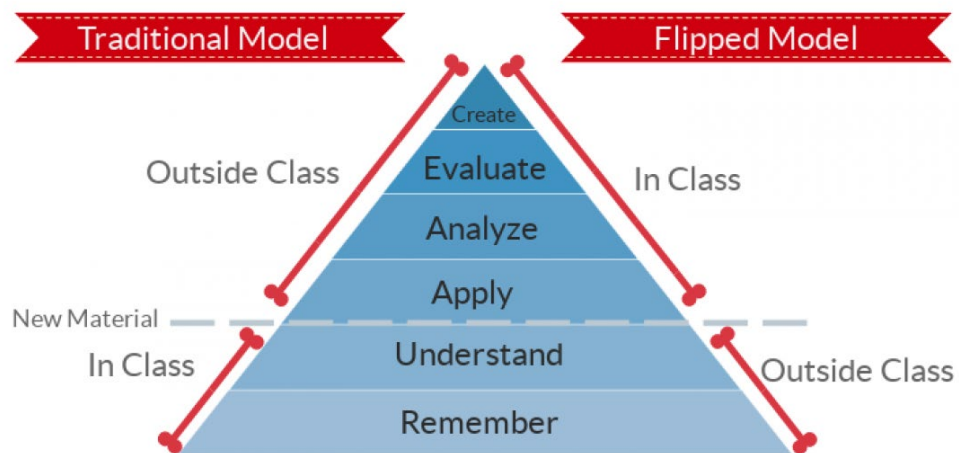 Traditional Model
Flipped Model
Create
Outside Class
Evaluate
In Class
Analyze
Apply
New Material
In Class
Understand
Outside Class
Remember